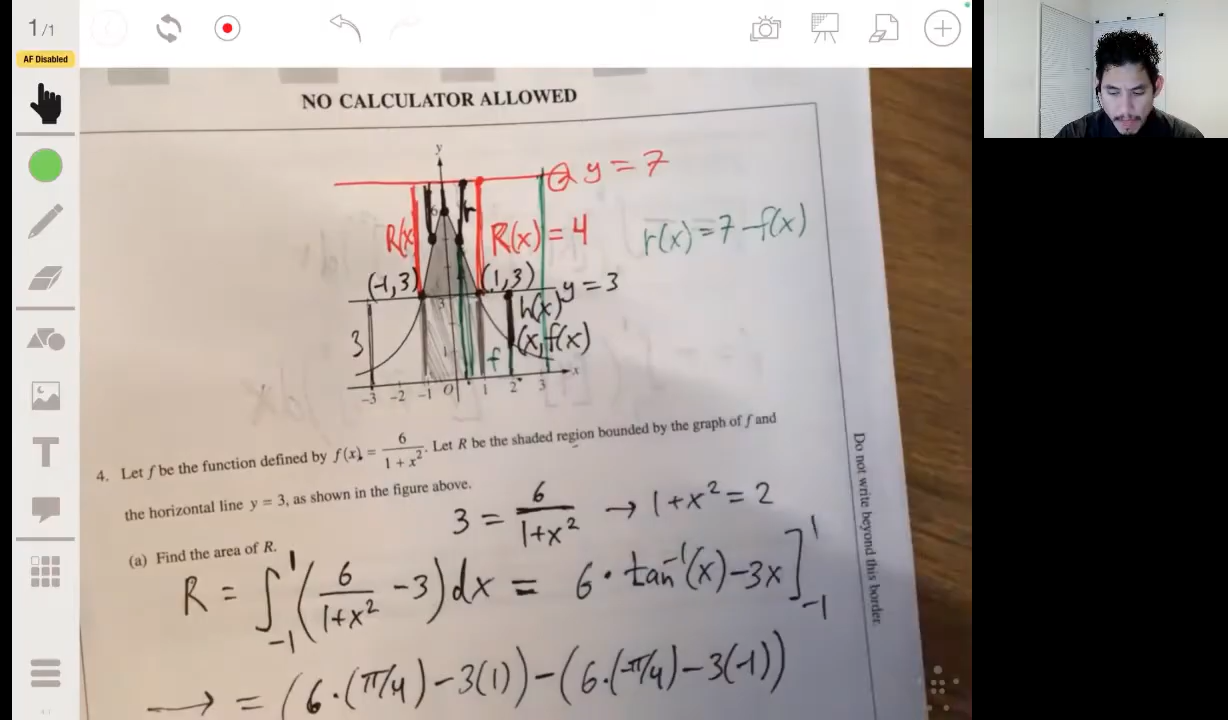 1/1
AF Disabled
NO CALCULATOR ALLOWED
y
y = 7
R(x) R(x) = 4 r(x) = 7 - f(x)
6 r
(-1,3) (1,3) y = 3
3
h(x)
3 (x, f(x))
1 f
-3 -2 -1 O 1 2 3 x
4. Let f be the function defined by f(x) = 6/(1 + x²). Let R be the shaded region bounded by the graph of f and
the horizontal line y = 3, as shown in the figure above.
3 = 6/(1+x²) → 1+x² = 2
(a) Find the area of R.
R = ∫₋₁¹ (6/(1+x²) - 3) dx = 6 · tan⁻¹(x) - 3x ]₋₁¹
→ = (6·(π/4) - 3(1)) - (6·(-π/4) - 3(-1))
Do not write beyond this border.
T